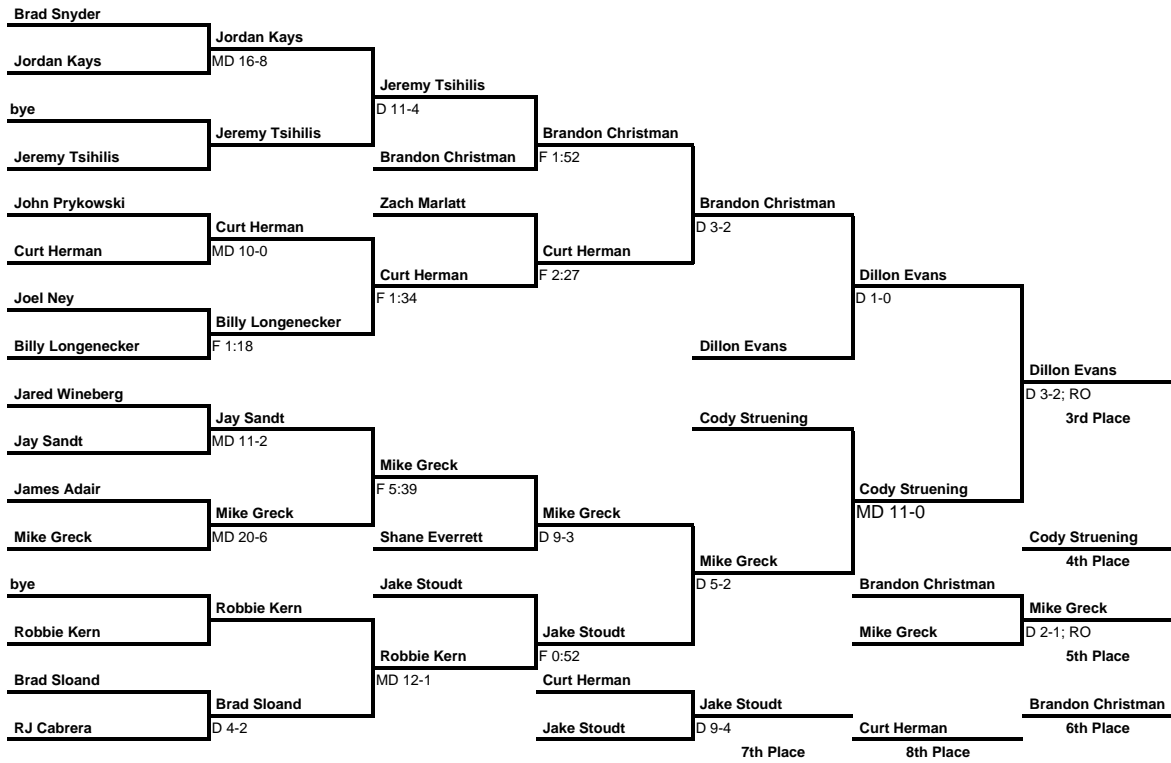 Brad Snyder
Jordan Kays
Jordan Kays
MD 16-8
bye
Jeremy Tsihilis
Jeremy Tsihilis
Jeremy Tsihilis
D 11-4
Brandon Christman
Brandon Christman
F 1:52
John Prykowski
Curt Herman
Curt Herman
MD 10-0
Joel Ney
Billy Longenecker
Billy Longenecker
F 1:18
Curt Herman
F 1:34
Zach Marlatt
Curt Herman
F 2:27
Brandon Christman
D 3-2
Dillon Evans
Dillon Evans
D 1-0
Jared Wineberg
Jay Sandt
Jay Sandt
MD 11-2
James Adair
Mike Greck
Mike Greck
MD 20-6
Mike Greck
F 5:39
Shane Everrett
Mike Greck
D 9-3
bye
Robbie Kern
Robbie Kern
Brad Sloand
RJ Cabrera
Brad Sloand
D 4-2
Robbie Kern
MD 12-1
Jake Stoudt
Jake Stoudt
F 0:52
Mike Greck
D 5-2
Cody Struening
Cody Struening
MD 11-0
Dillon Evans
D 3-2; RO
3rd Place
Cody Struening
4th Place
Brandon Christman
Mike Greck
Mike Greck
D 2-1; RO
5th Place
Brandon Christman
6th Place
Curt Herman
Jake Stoudt
Jake Stoudt
D 9-4
7th Place
Curt Herman
8th Place